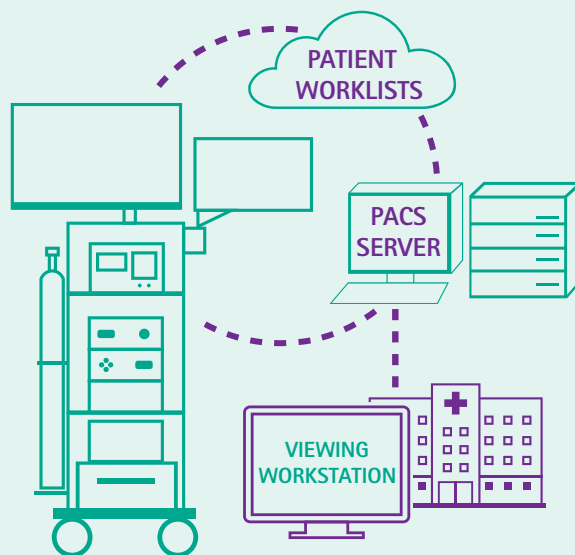 PATIENT
WORKLISTS
PACS
SERVER
VIEWING
WORKSTATION